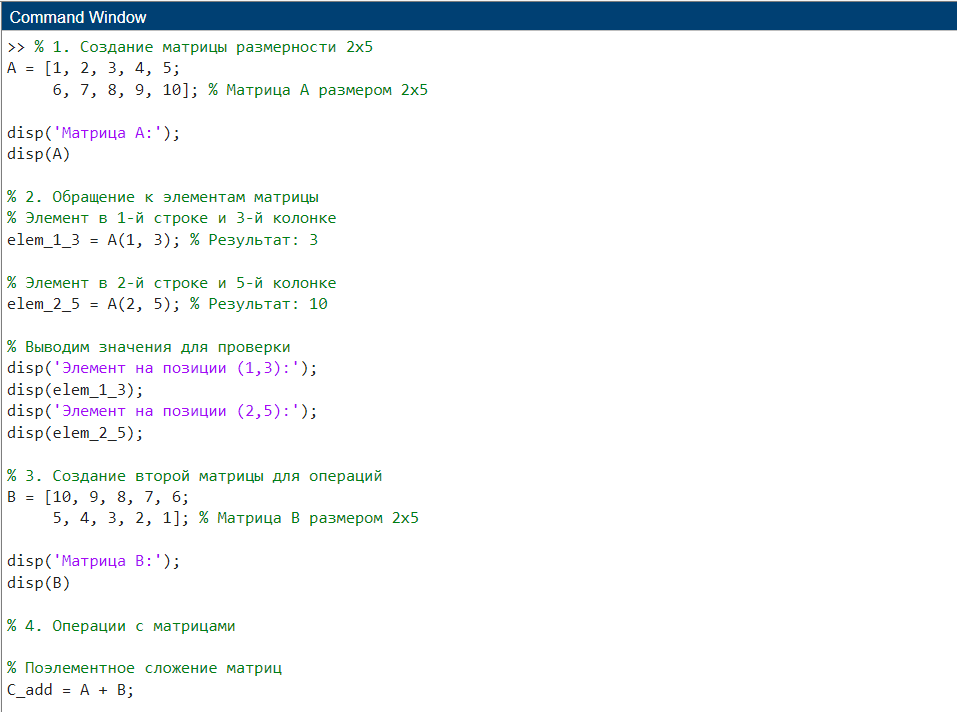 Command Window
>> % 1. Создание матрицы размерности 2x5
A = [1, 2, 3, 4, 5;
     6, 7, 8, 9, 10]; % Матрица A размером 2x5
disp('Матрица A:');
disp(A)
% 2. Обращение к элементам матрицы
% Элемент в 1-й строке и 3-й колонке
elem_1_3 = A(1, 3); % Результат: 3
% Элемент в 2-й строке и 5-й колонке
elem_2_5 = A(2, 5); % Результат: 10
% Выводим значения для проверки
disp('Элемент на позиции (1,3):');
disp(elem_1_3);
disp('Элемент на позиции (2,5):');
disp(elem_2_5);
% 3. Создание второй матрицы для операций
B = [10, 9, 8, 7, 6;
     5, 4, 3, 2, 1]; % Матрица B размером 2x5
disp('Матрица B:');
disp(B)
% 4. Операции с матрицами
% Поэлементное сложение матриц
C_add = A + B;